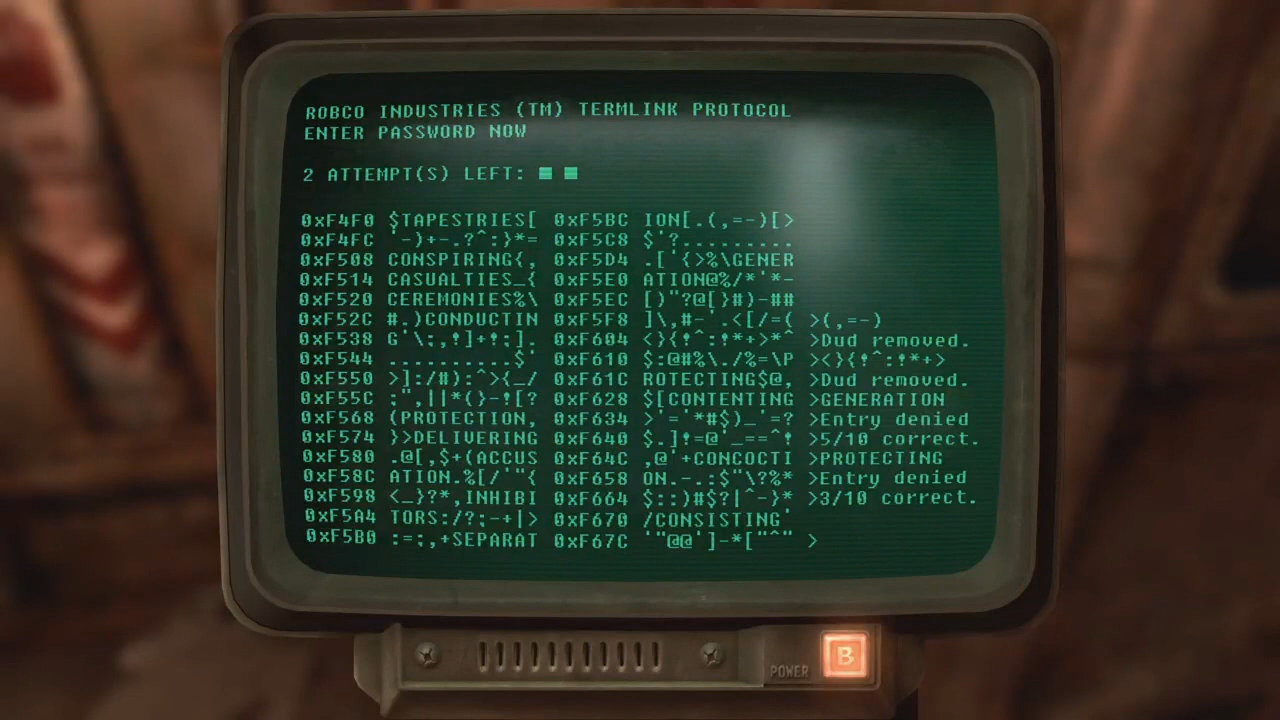 ROBCO INDUSTRIES (TM) TERMLINK PROTOCOL
ENTER PASSWORD NOW
2 ATTEMPT(S) LEFT:
0xF4F0 $TAPESTRIES[ 0xF5BC ION[.(,=-)[>
0xF4FC '-)+-.?^:}*= 0xF5C8 $'?.........
0xF508 CONSPIRING{, 0xF5D4 .['{>%\GENER
0xF514 CASUALTIES_{ 0xF5E0 ATION@%/*'*-
0xF520 CEREMONIES%\ 0xF5EC [)"?@[}#)-##
0xF52C #.)CONDUCTIN 0xF5F8 ]\,#-'.<[/=( >(,=-)
0xF538 G'\:,!]+!;]. 0xF604 <}{!^:!*+>*^ >Dud removed.
0xF544 ..........$' 0xF610 $:@#%\./%=\P ><}{!^:!*+>
0xF550 >]:/#):^>{_/ 0xF61C ROTECTING$@, >Dud removed.
0xF55C :",||*(}-![? 0xF628 $[CONTENTING >GENERATION
0xF568 (PROTECTION, 0xF634 >'='*#$)_'=? >Entry denied
0xF574 }>DELIVERING 0xF640 $.]!=@'_==^! >5/10 correct.
0xF580 .@[,$+(ACCUS 0xF64C ,@'+CONCOCTI >PROTECTING
0xF58C ATION.%[/'"{ 0xF658 ON.-.:$"\?%* >Entry denied
0xF598 <_}?*,INHIBI 0xF664 $::)#$?|^-}* >3/10 correct.
0xF5A4 TORS:/?;-+|> 0xF670 /CONSISTING'
0xF5B0 :=;,+SEPARAT 0xF67C '"@@']-*["^" >
POWER
B